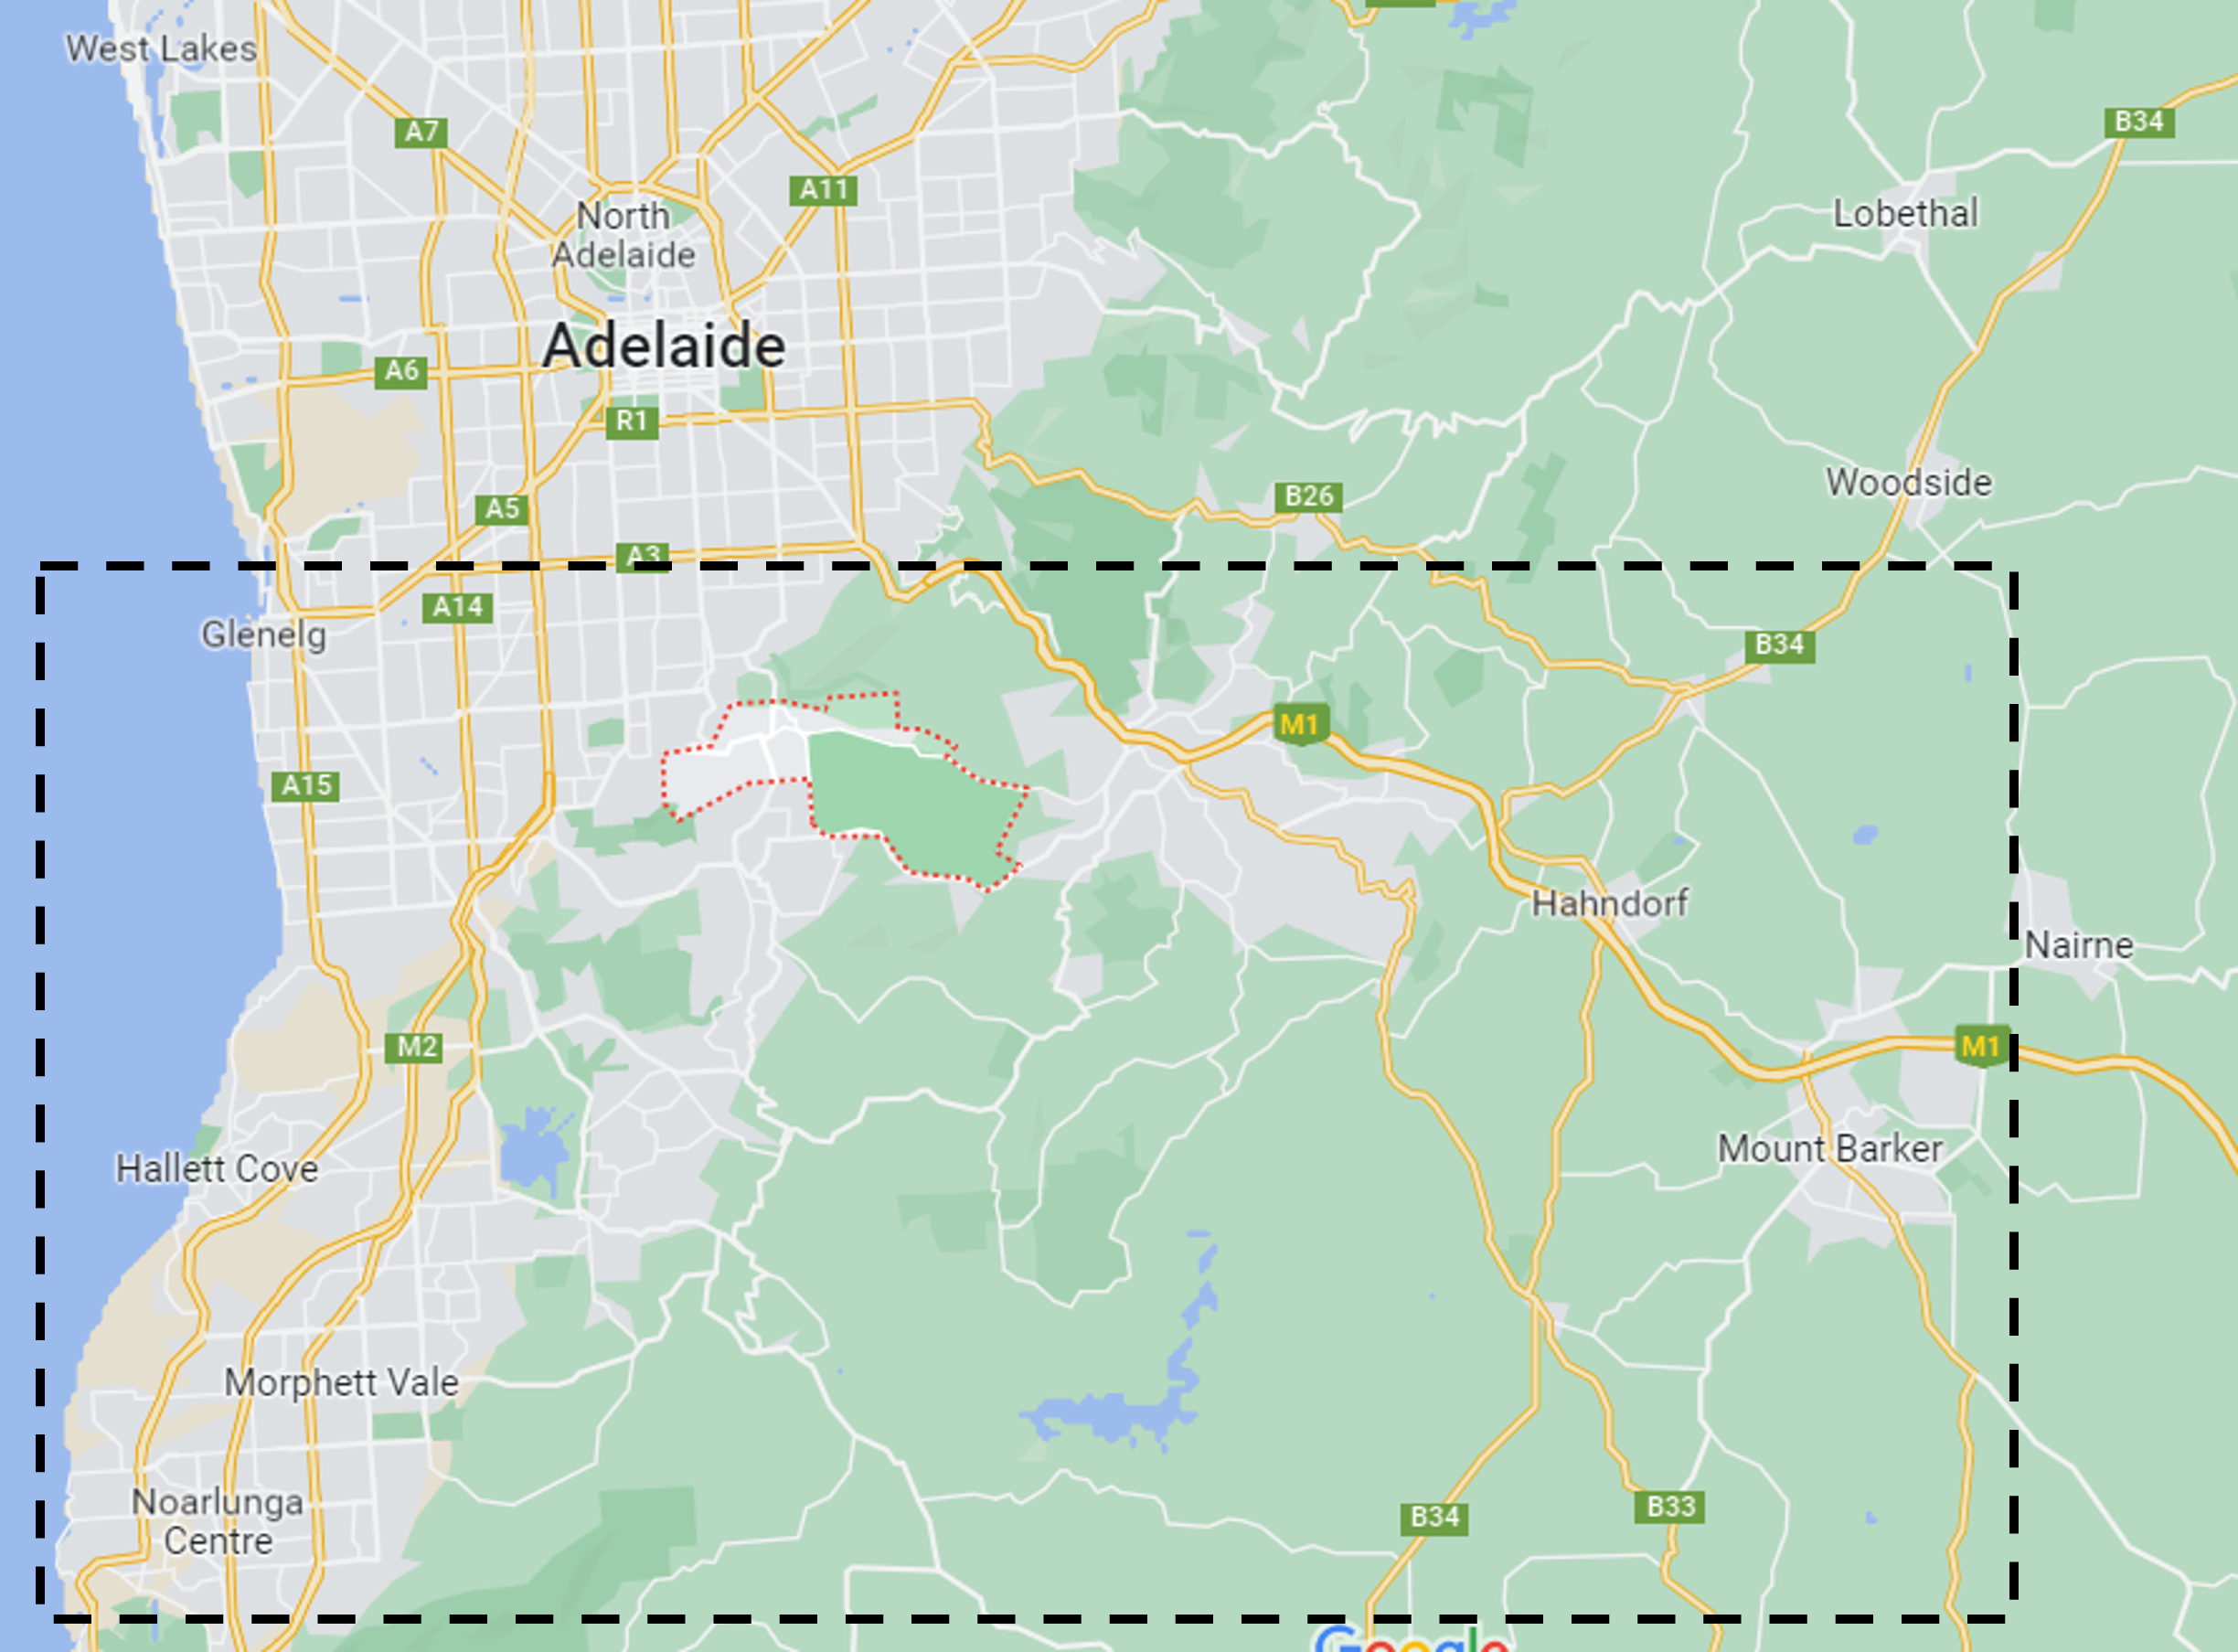 West Lakes
A7
B34
A11
North
Adelaide
Lobethal
Adelaide
A6
R1
Woodside
B26
A5
A3
A14
Glenelg
B34
M1
A15
Hahndorf
Nairne
M2
M1
Mount Barker
Hallett Cove
Morphett Vale
Noarlunga
Centre
B33
B34
Google